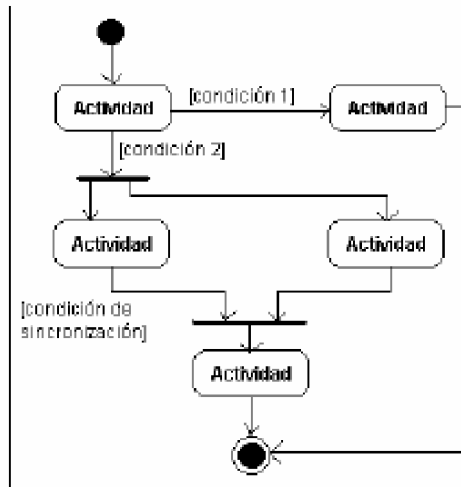 [condición 1]
Actividad
Actividad
[condición 2]
Actividad
Actividad
[condición de
sincronización]
Actividad